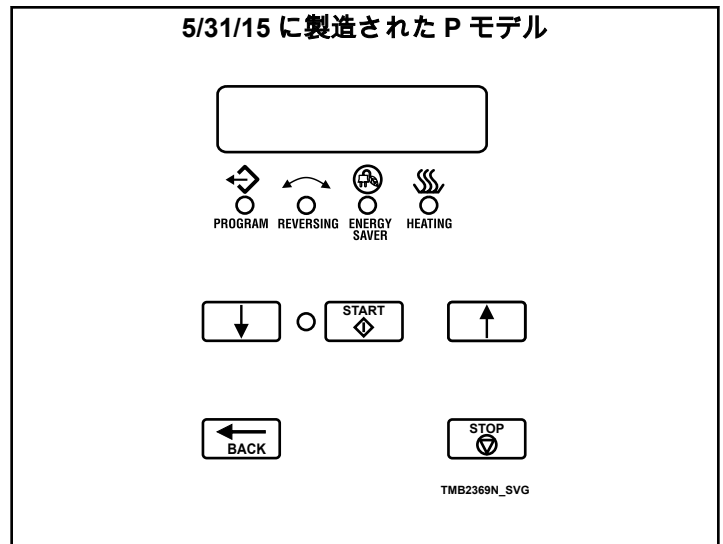 5/31/15 に製造された P モデル
PROGRAM REVERSING ENERGY SAVER HEATING
START
BACK
STOP
TMB2369N_SVG